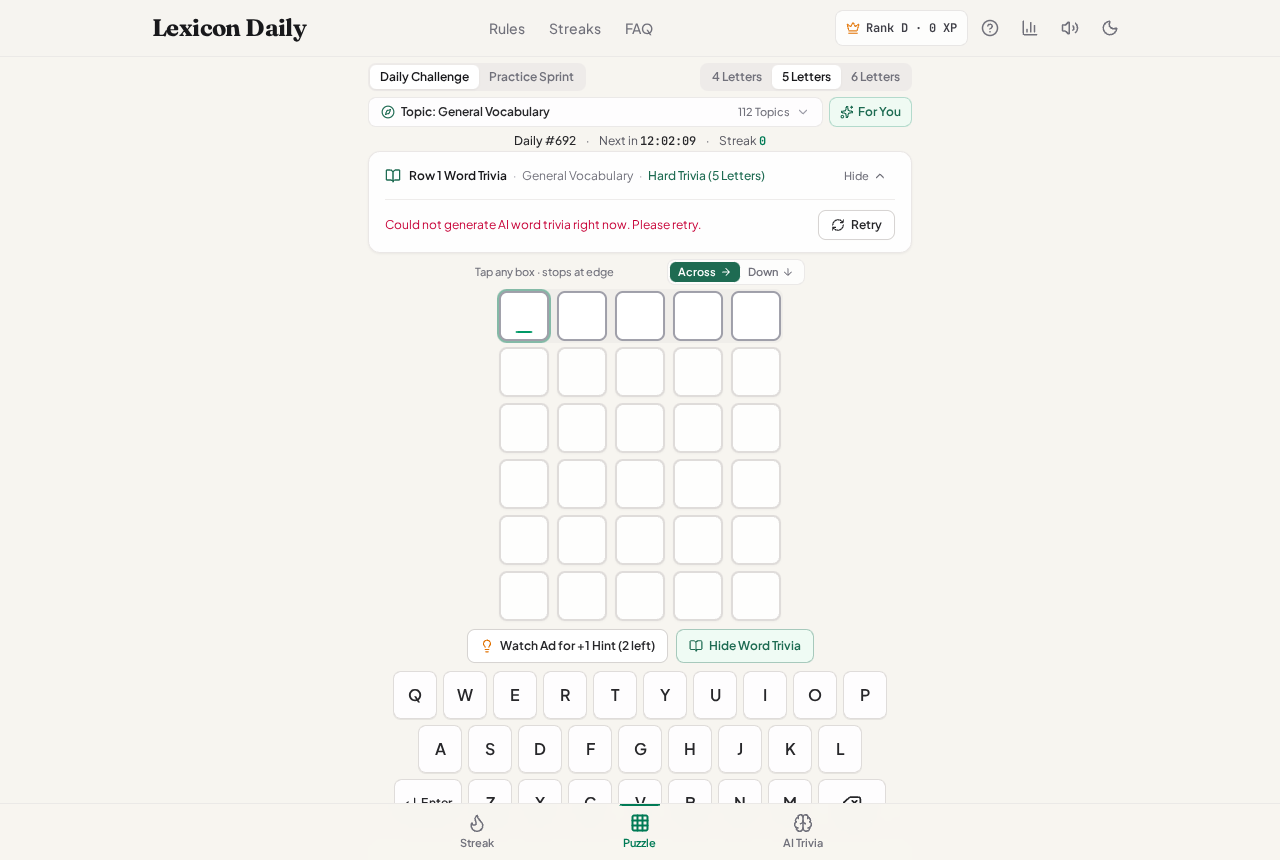 Lexicon Daily
Rules Streaks FAQ
Rank D · 0 XP
Daily Challenge Practice Sprint
4 Letters 5 Letters 6 Letters
Topic: General Vocabulary 112 Topics
For You
Daily #692 · Next in 12:02:09 · Streak 0
Row 1 Word Trivia · General Vocabulary · Hard Trivia (5 Letters) Hide
Could not generate AI word trivia right now. Please retry. Retry
Tap any box · stops at edge Across → Down ↓
Watch Ad for +1 Hint (2 left) Hide Word Trivia
Q W E R T Y U I O P
A S D F G H J K L
↵ Enter Z X C V B N M
Streak Puzzle AI Trivia